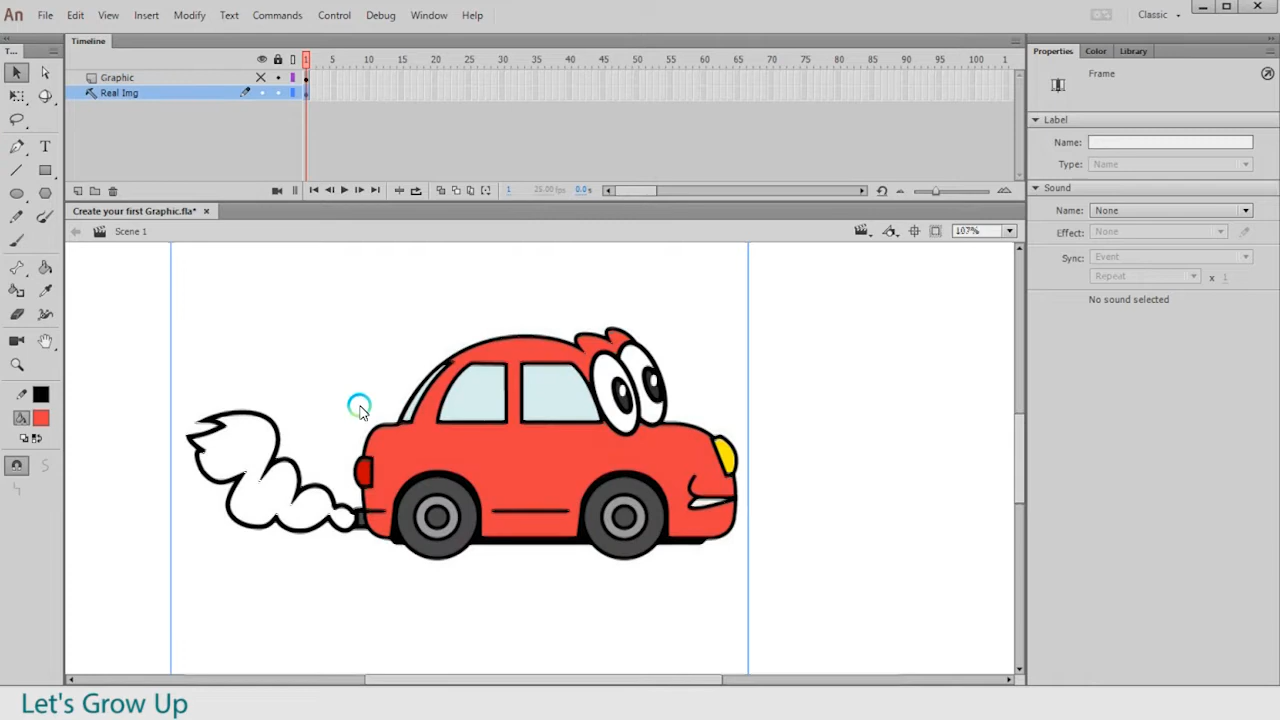 An File Edit View Insert Modify Text Commands Control Debug Window Help Classic
T... Timeline Properties Color Library
1 5 10 15 20 25 30 35 40 45 50 55 60 65 70 75 80 85 90 95 100 1
Graphic
Real Img
Frame
Label
Name:
Type: Name
1 25.00 fps 0.0 s
Sound
Create your first Graphic.fla* ×
Name: None
Scene 1 107%
Effect: None
Sync: Event
Repeat x 1
No sound selected
Let's Grow Up